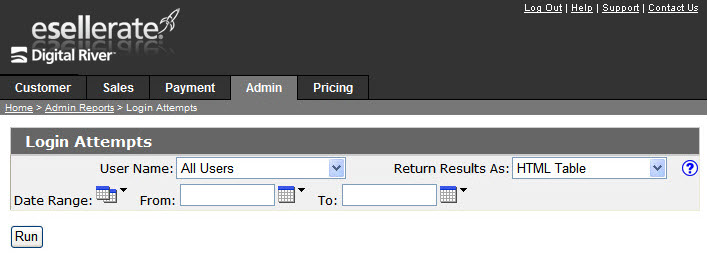 Log Out | Help | Support | Contact Us
esellerate
Digital River
Customer Sales Payment Admin Pricing
Home > Admin Reports > Login Attempts
Login Attempts
User Name: All Users Return Results As: HTML Table ?
Date Range: From: To:
Run